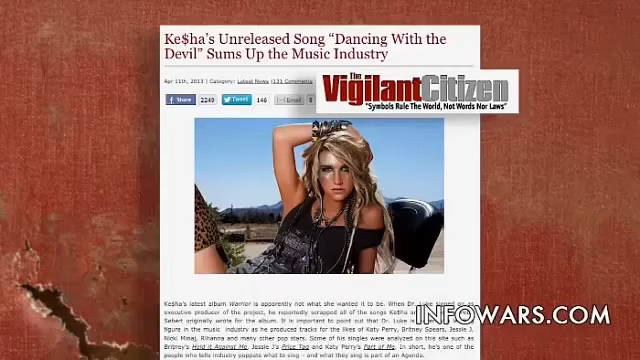 Ke$ha's Unreleased Song "Dancing With the
Devil" Sums Up the Music Industry
Apr 11th, 2013 | Category: Latest News (131 Comments
The
VigilantCitizen
"Symbols Rule The World, Not Words Nor Laws"
Share 2249 Tweet 146 Email 8
Ke$ha's latest album Warrior is apparently not what she wanted it to be. When Dr. Luke signed on as
executive producer of the project, he reportedly scrapped all of the songs Ke$ha
Sebert originally wrote for the album. It is important to point out that Dr. Luke is
figure in the music industry as he produced tracks for the likes of Katy Perry, Britney Spears, Jessie J,
Nicki Minaj, Rihanna and many other pop stars. Some of his singles were analyzed on this site such as
Britney's Hold it Against Me, Jessie J's Price Tag and Katy Perry's Part of Me. In short, he's one of the
people who tells industry puppets what to sing – and what they sing is part of an Agenda.
INFOWARS.COM